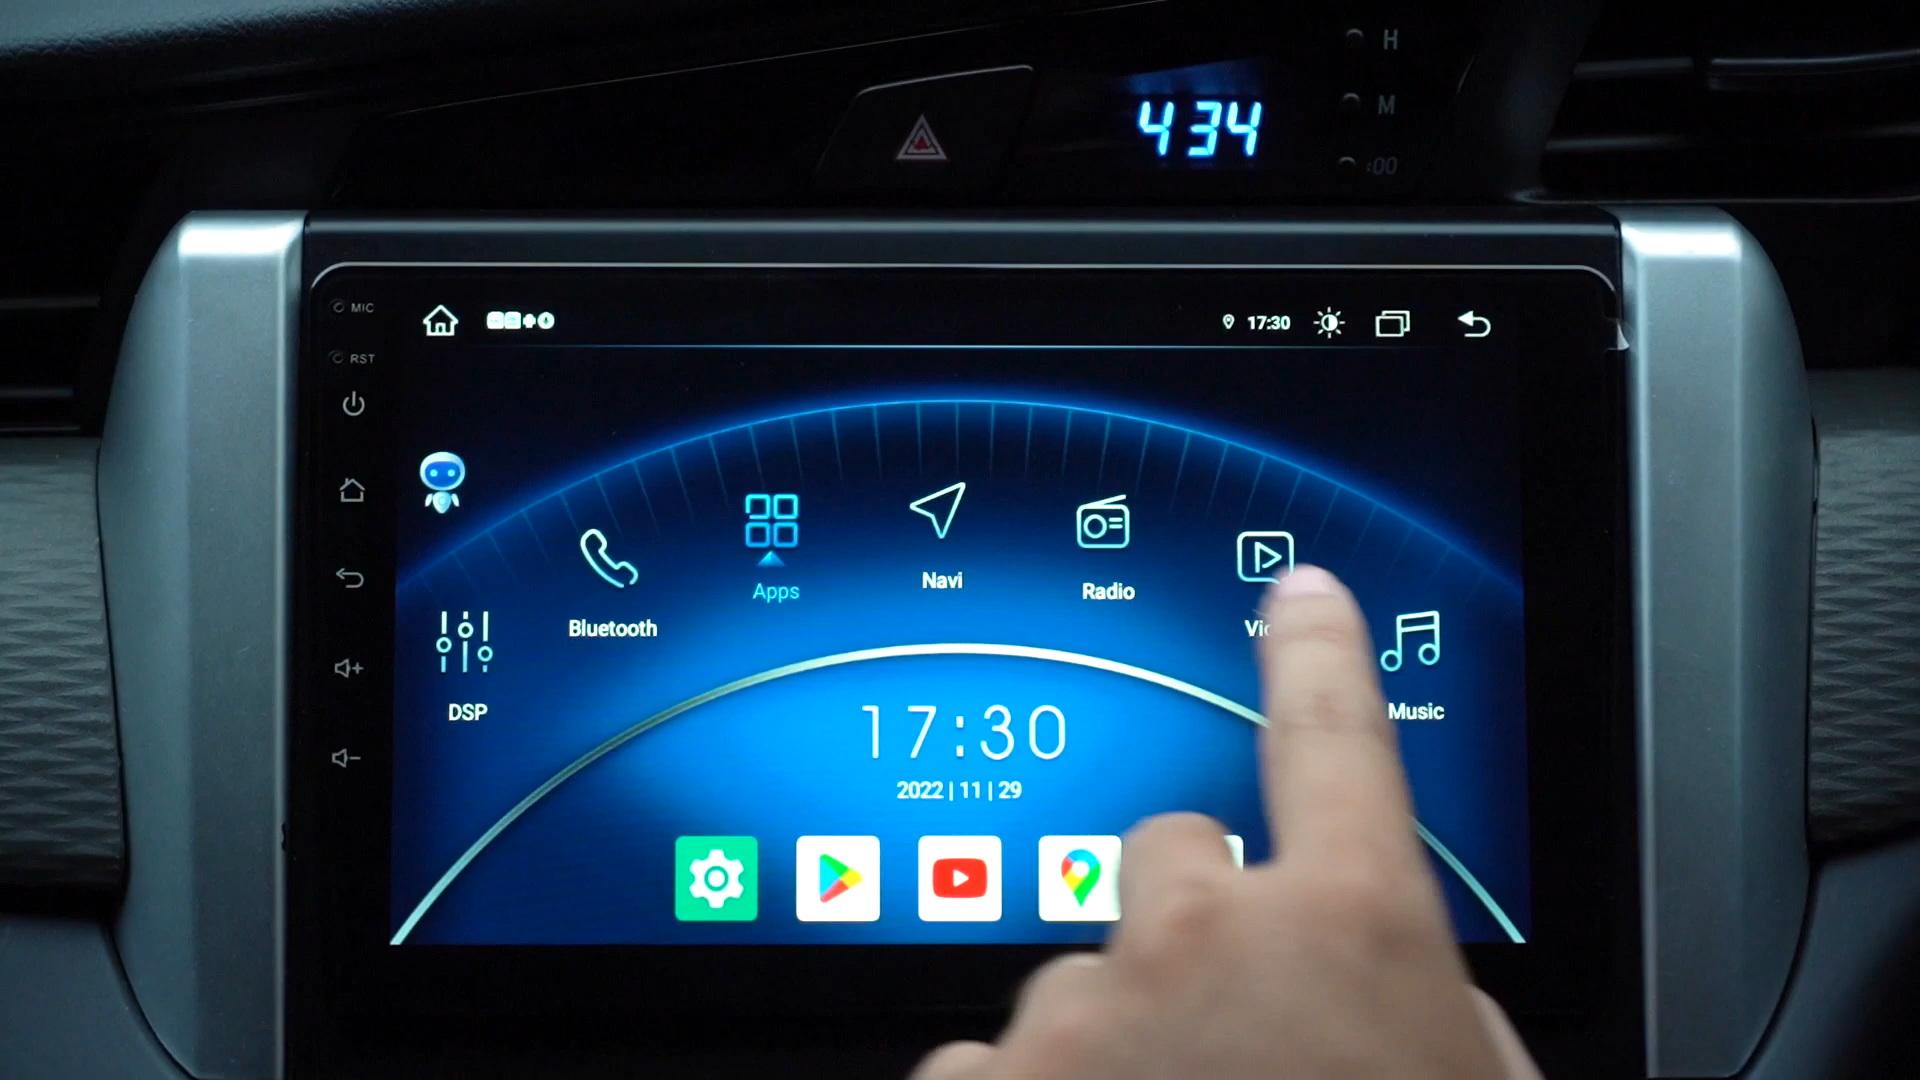 H
434
M
:00
MIC
17:30
RST
Navi
Apps
Radio
Bluetooth
DSP
Music
17:30
2022 | 11 | 29